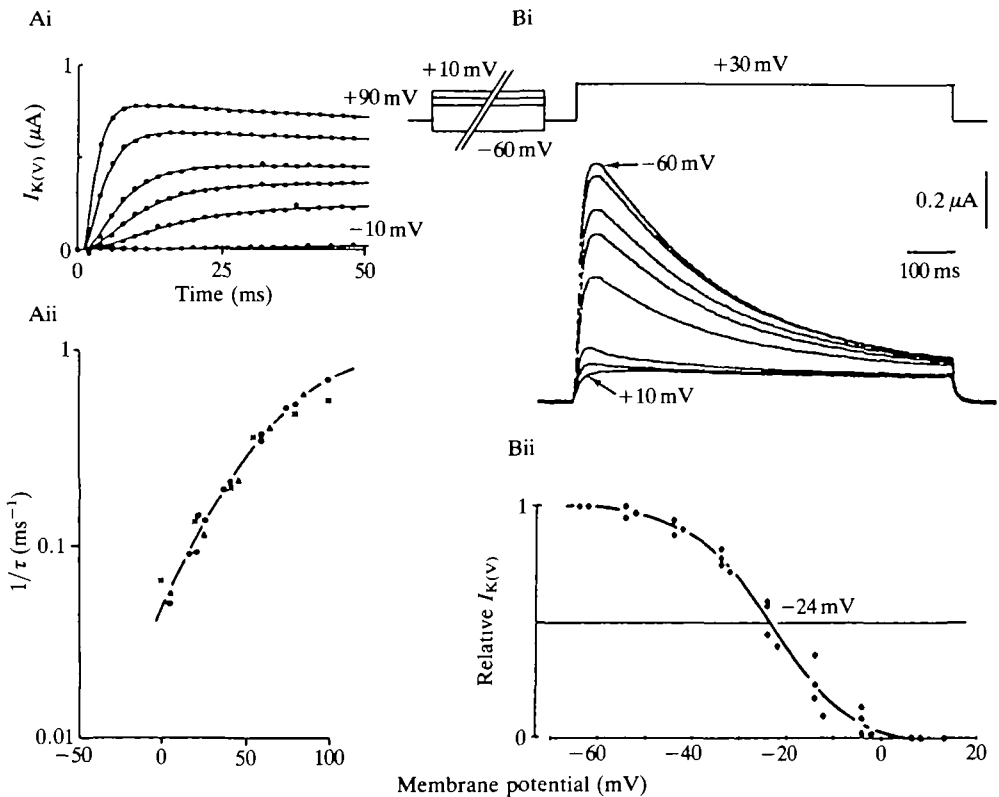 Ai
1
I_K(V) (μA)
0
+90 mV
−10 mV
0
25
50
Time (ms)
Aii
1
0.1
0.01
1/τ (ms⁻¹)
−50
0
50
100
Bi
+10 mV
−60 mV
+30 mV
−60 mV
0.2 μA
100 ms
+10 mV
Bii
1
Relative I_K(V)
−24 mV
0
−60
−40
−20
0
20
Membrane potential (mV)